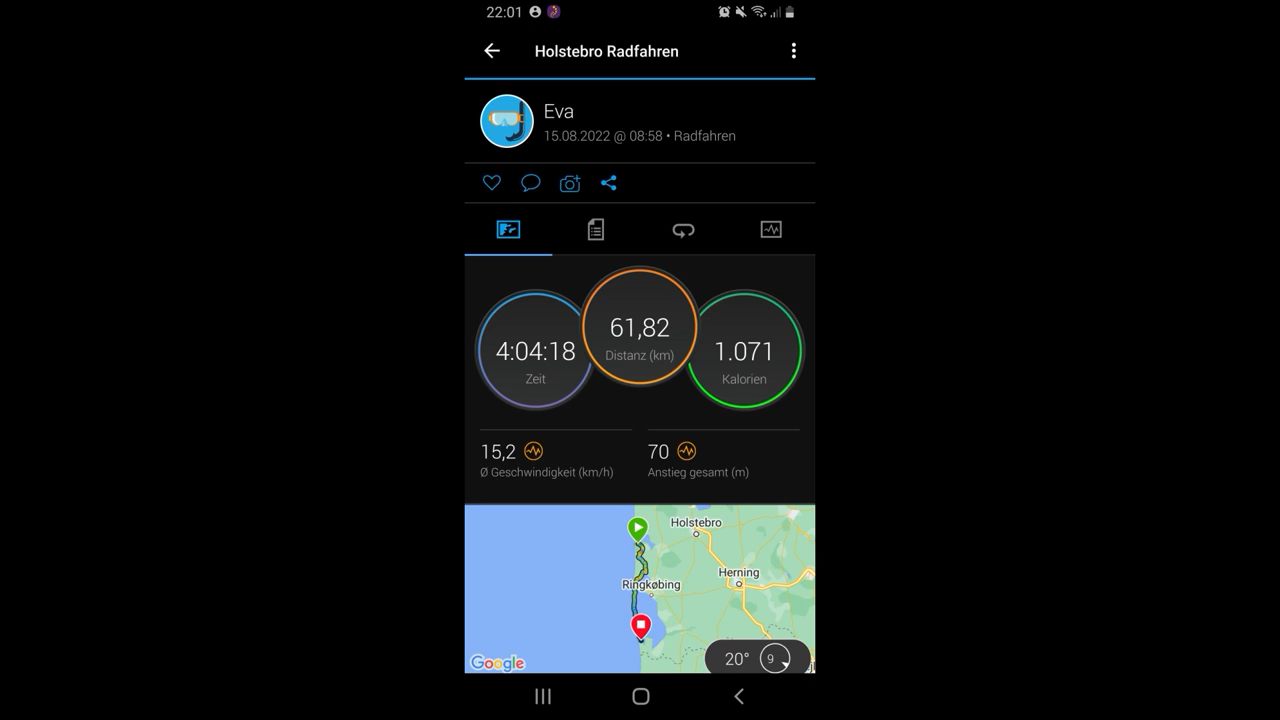 22:01
Holstebro Radfahren
Eva
15.08.2022 @ 08:58 • Radfahren
61,82
Distanz (km)
4:04:18
Zeit
1.071
Kalorien
15,2
Ø Geschwindigkeit (km/h)
70
Anstieg gesamt (m)
Holstebro
Herning
Ringkøbing
Google
20° 9